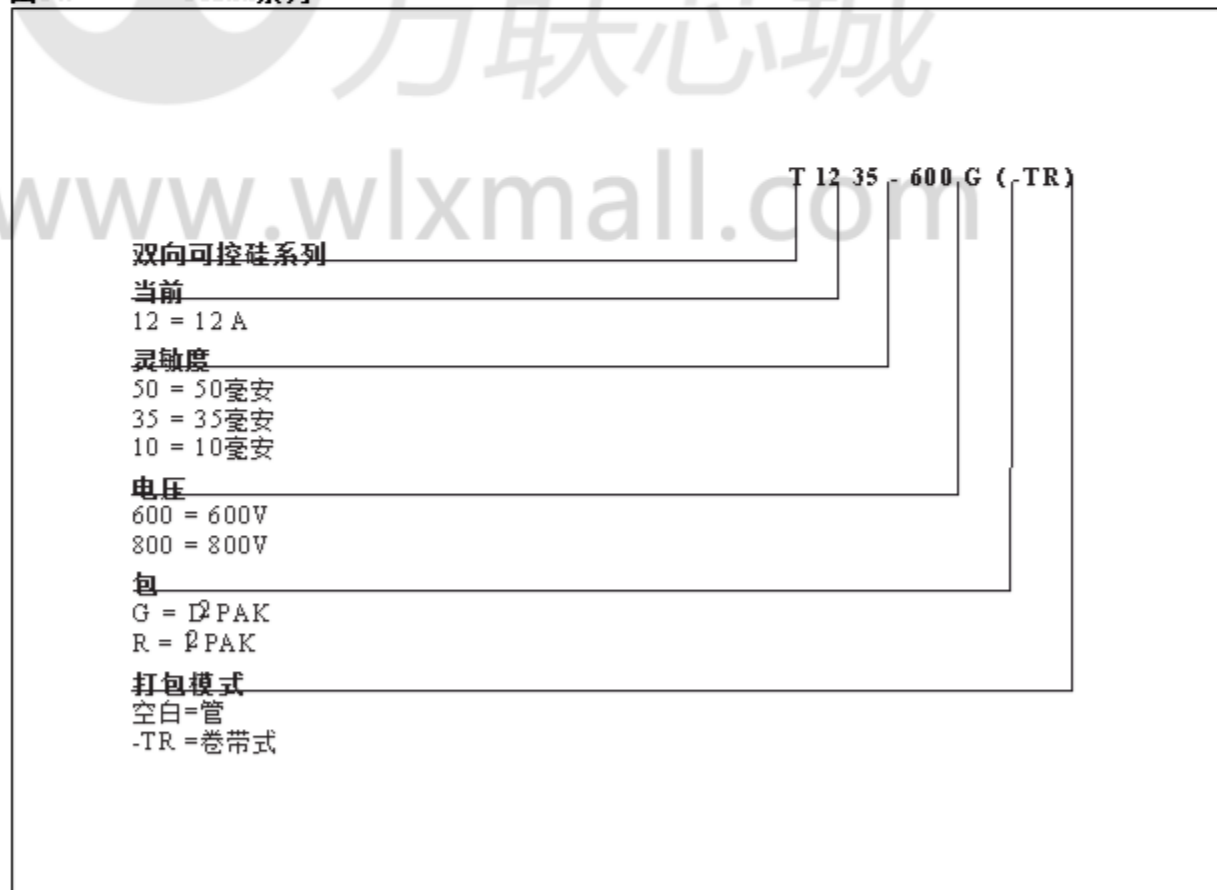 万联芯城
www.wlxmall.com
T 12 35 - 600 G (-TR)
双向可控硅系列
当前
12 = 12 A
灵敏度
50 = 50毫安
35 = 35毫安
10 = 10毫安
电压
600 = 600V
800 = 800V
包
G = D²PAK
R = I²PAK
打包模式
空白=管
-TR =卷带式